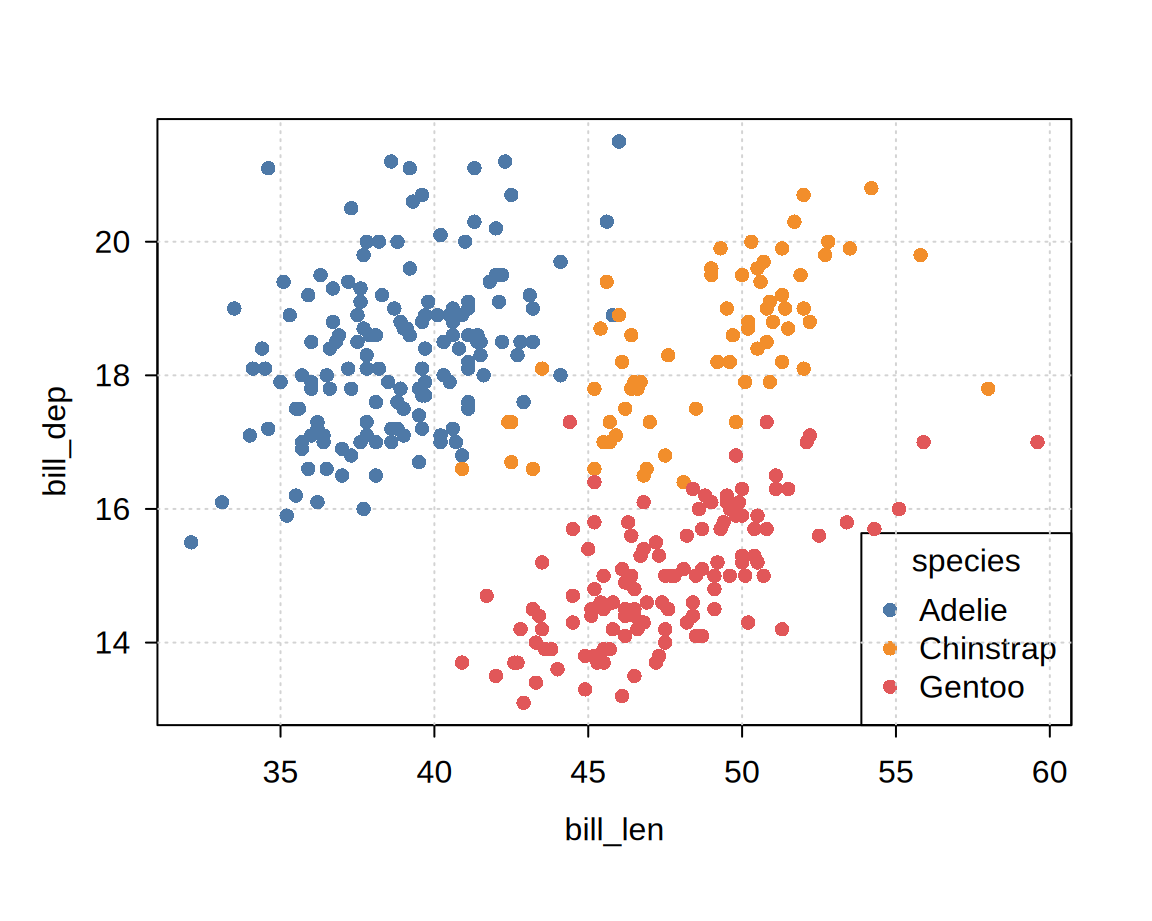 20
18
16
14
bill_dep
species
Adelie
Chinstrap
Gentoo
35 40 45 50 55 60
bill_len